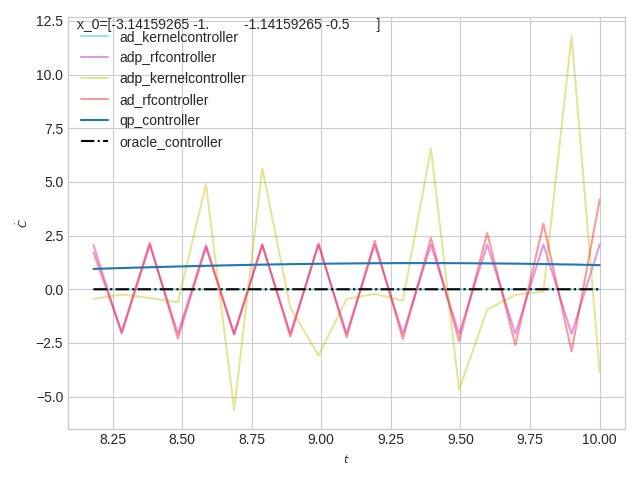 x_0=[-3.14159265 -1. -1.14159265 -0.5 ]
ad_kernelcontroller
adp_rfcontroller
adp_kernelcontroller
ad_rfcontroller
qp_controller
oracle_controller
12.5
10.0
7.5
5.0
2.5
0.0
−2.5
−5.0
Ċ
8.25 8.50 8.75 9.00 9.25 9.50 9.75 10.00
t